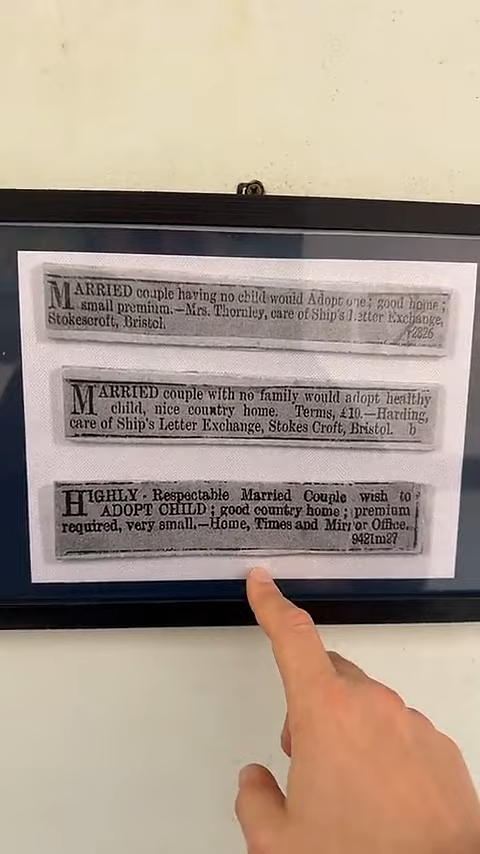 MARRIED couple having no child would Adopt one; good home;
small premium.—Mrs. Thornley, care of Ship's Letter Exchange,
Stokescroft, Bristol. r2826
MARRIED couple with no family would adopt healthy
child, nice country home. Terms, £10.—Harding,
care of Ship's Letter Exchange, Stokes Croft, Bristol. b
HIGHLY Respectable Married Couple wish to
ADOPT CHILD; good country home; premium
required, very small.—Home, Times and Mirror Office.
9421m27